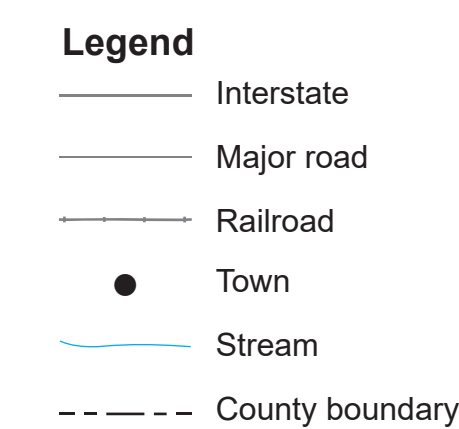 Legend
Interstate
Major road
Railroad
Town
Stream
County boundary